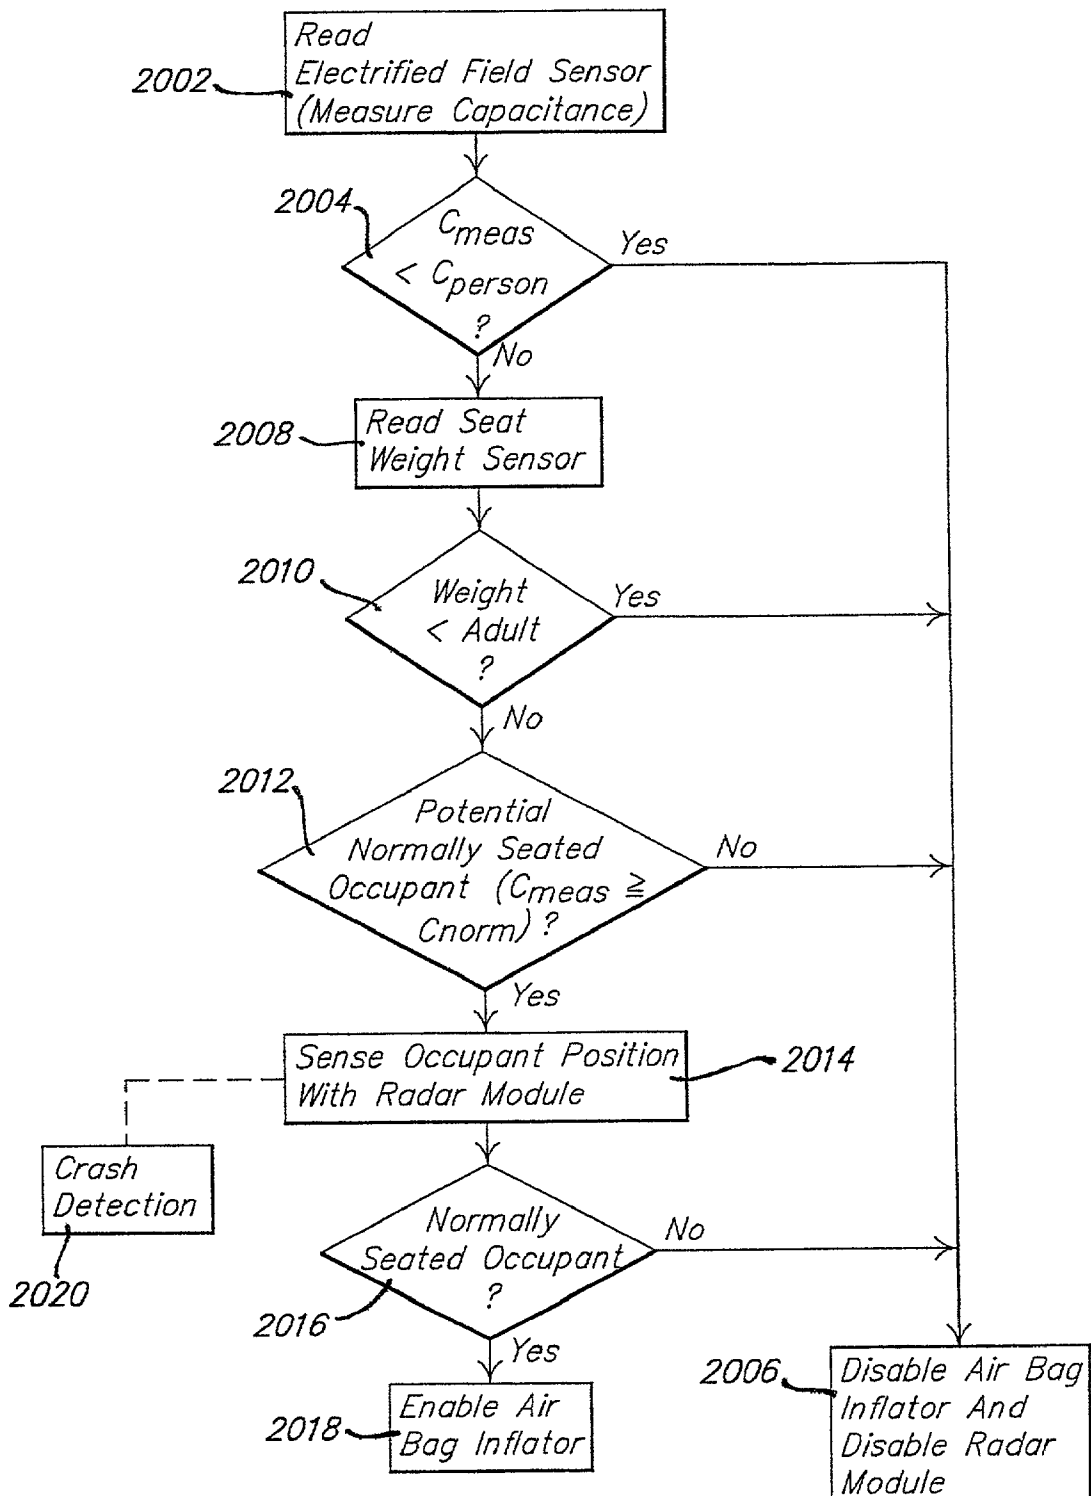 Read
Electrified Field Sensor
(Measure Capacitance)
2002
2004
Cmeas
< Cperson
?
Yes
No
2008
Read Seat
Weight Sensor
2010
Weight
< Adult
?
Yes
No
2012
Potential
Normally Seated
Occupant (Cmeas ≧
Cnorm) ?
No
Yes
Sense Occupant Position
With Radar Module
2014
Crash
Detection
2020
Normally
Seated Occupant
?
No
2016
Yes
2018
Enable Air
Bag Inflator
2006
Disable Air Bag
Inflator And
Disable Radar
Module